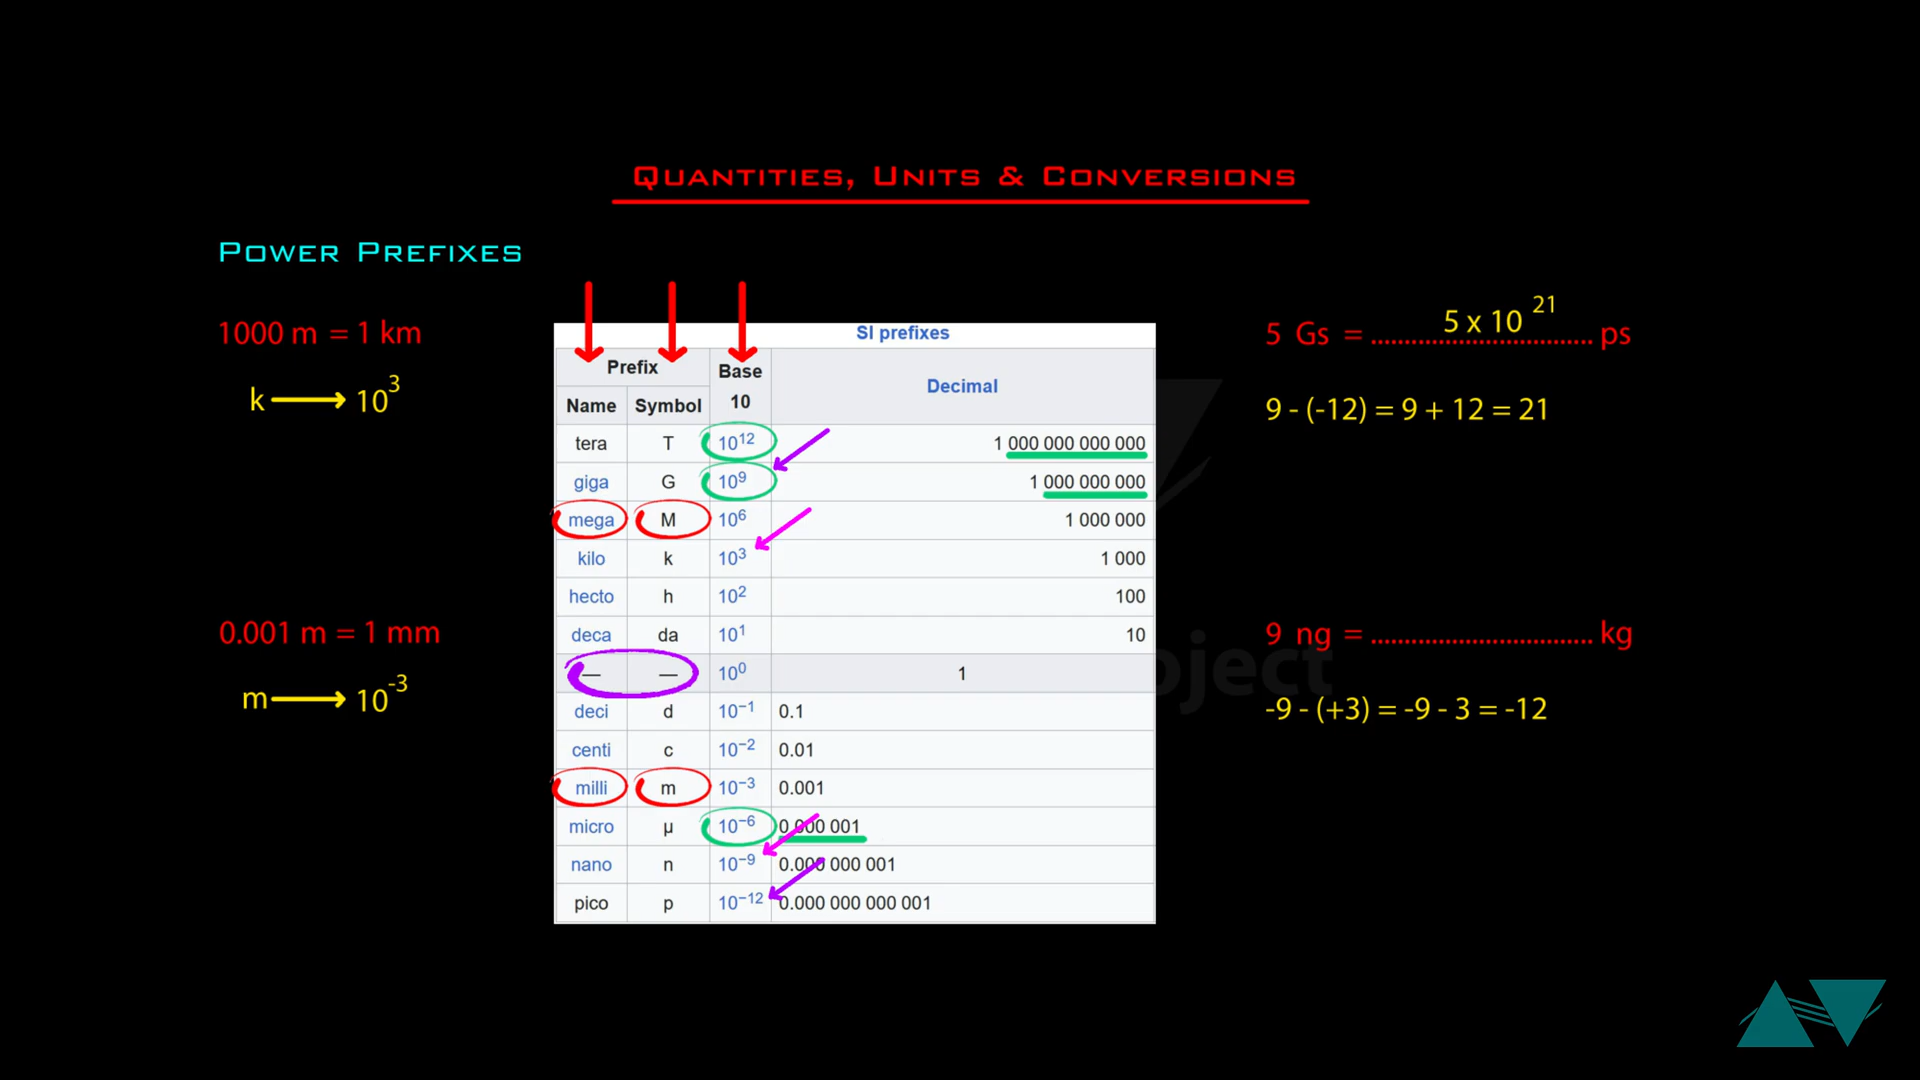 QUANTITIES, UNITS & CONVERSIONS
POWER PREFIXES
1000 m = 1 km
k → 10³
0.001 m = 1 mm
m → 10⁻³
SI prefixes
Prefix Base 10 Decimal
Name Symbol
tera T 10¹² 1 000 000 000 000
giga G 10⁹ 1 000 000 000
mega M 10⁶ 1 000 000
kilo k 10³ 1 000
hecto h 10² 100
deca da 10¹ 10
— — 10⁰ 1
deci d 10⁻¹ 0.1
centi c 10⁻² 0.01
milli m 10⁻³ 0.001
micro μ 10⁻⁶ 0.000 001
nano n 10⁻⁹ 0.000 000 001
pico p 10⁻¹² 0.000 000 000 001
5 Gs = 5 x 10²¹ ps
9 - (-12) = 9 + 12 = 21
9 ng = ................................. kg
-9 - (+3) = -9 - 3 = -12